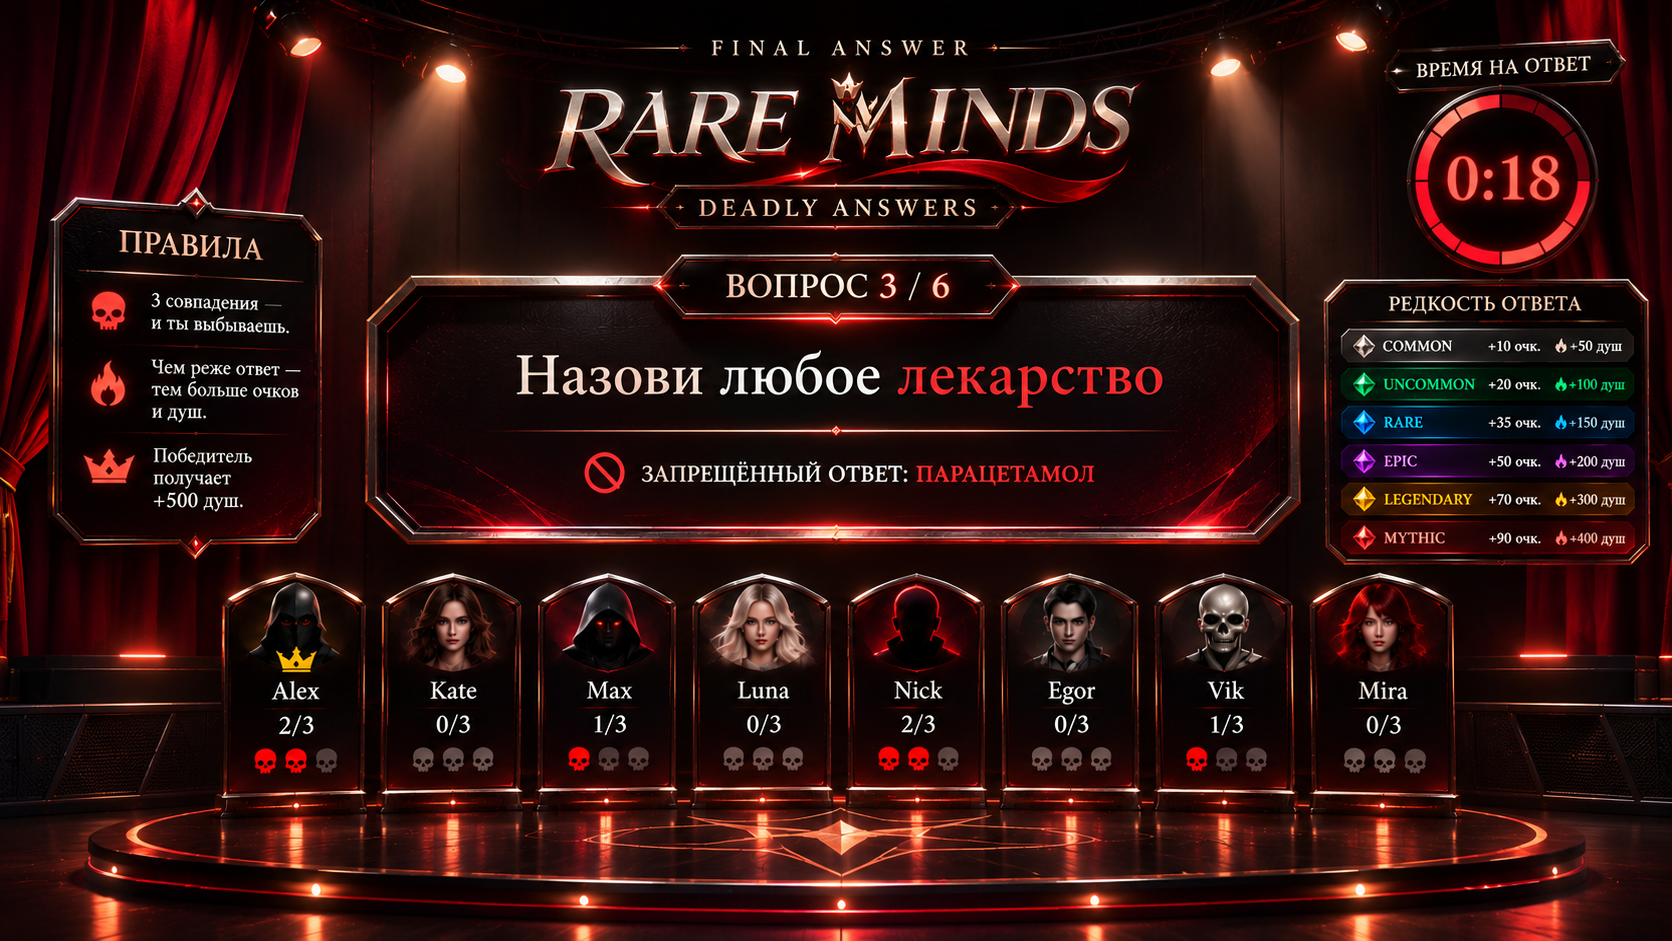 FINAL ANSWER
RARE MINDS
DEADLY ANSWERS
ВРЕМЯ НА ОТВЕТ
0:18
ПРАВИЛА
3 совпадения —
и ты выбываешь.
Чем реже ответ —
тем больше очков
и душ.
Победитель
получает
+500 душ.
ВОПРОС 3 / 6
Назови любое лекарство
ЗАПРЕЩЁННЫЙ ОТВЕТ: ПАРАЦЕТАМОЛ
РЕДКОСТЬ ОТВЕТА
COMMON +10 очк. +50 душ
UNCOMMON +20 очк. +100 душ
RARE +35 очк. +150 душ
EPIC +50 очк. +200 душ
LEGENDARY +70 очк. +300 душ
MYTHIC +90 очк. +400 душ
Alex
2/3
Kate
0/3
Max
1/3
Luna
0/3
Nick
2/3
Egor
0/3
Vik
1/3
Mira
0/3